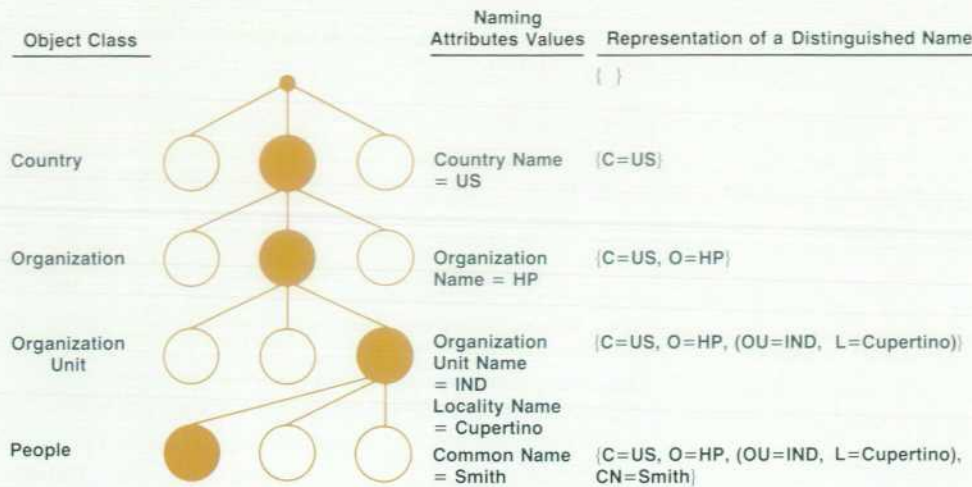 Object Class
Naming
Attributes Values
Representation of a Distinguished Name
{ }
Country
Country Name
= US
{C=US}
Organization
Organization
Name = HP
{C=US, O=HP}
Organization
Unit
Organization
Unit Name
= IND
Locality Name
= Cupertino
{C=US, O=HP, (OU=IND, L=Cupertino)}
People
Common Name
= Smith
{C=US, O=HP, (OU=IND, L=Cupertino),
CN=Smith}